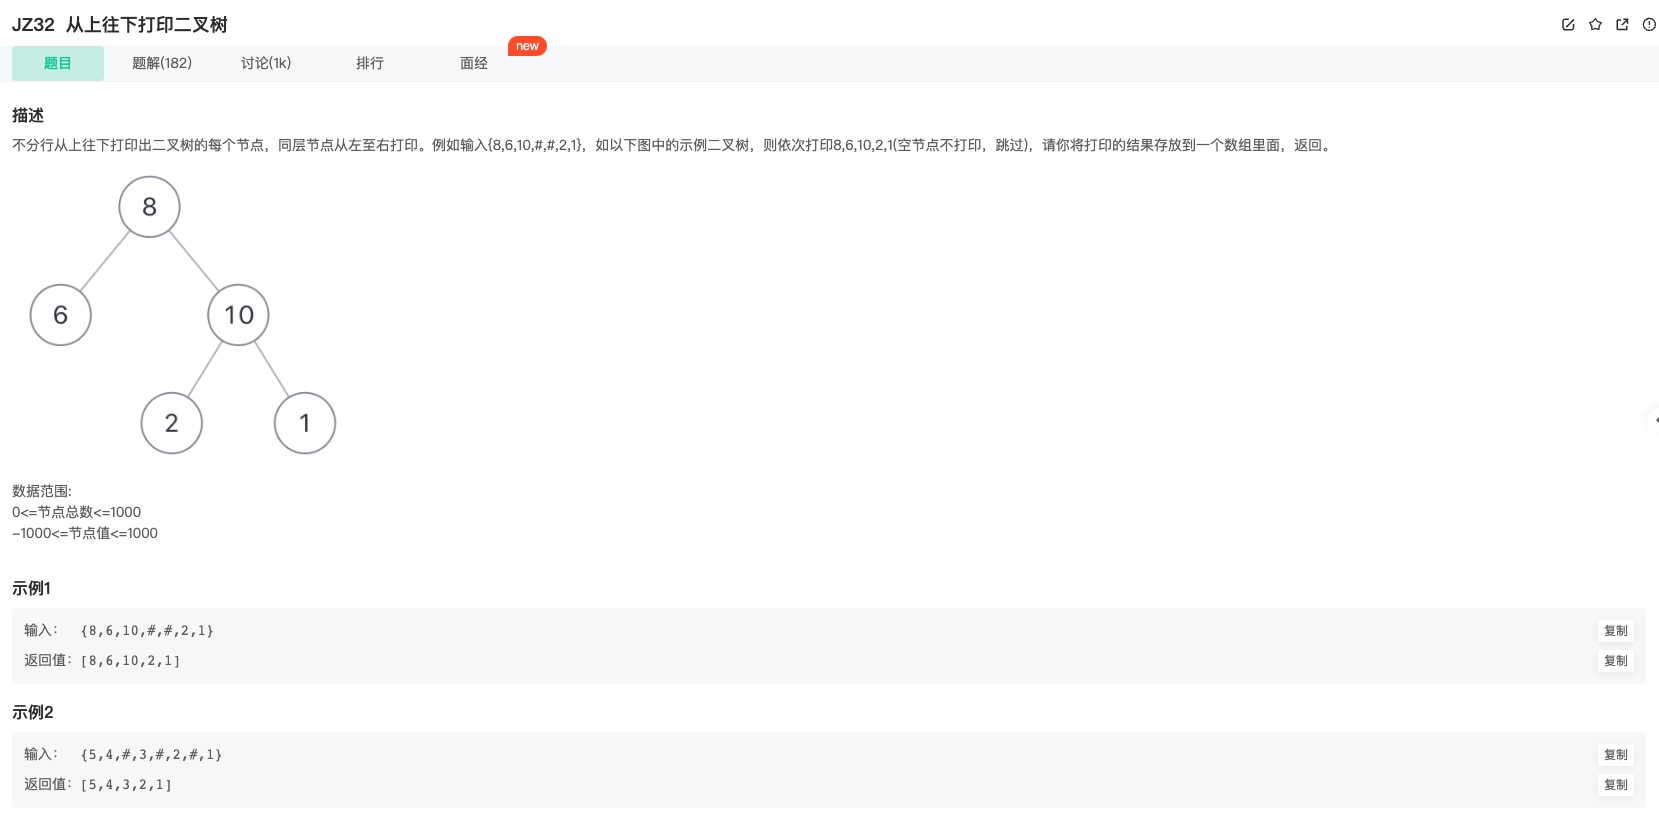 JZ32 从上往下打印二叉树
题目 题解(182) 讨论(1k) 排行 面经 new
描述
不分行从上往下打印出二叉树的每个节点，同层节点从左至右打印。例如输入{8,6,10,#,#,2,1}，如以下图中的示例二叉树，则依次打印8,6,10,2,1(空节点不打印，跳过)，请你将打印的结果存放到一个数组里面，返回。
8
6 10
2 1
数据范围:
0<=节点总数<=1000
-1000<=节点值<=1000
示例1
输入： {8,6,10,#,#,2,1} 复制
返回值： [8,6,10,2,1] 复制
示例2
输入： {5,4,#,3,#,2,#,1} 复制
返回值： [5,4,3,2,1] 复制